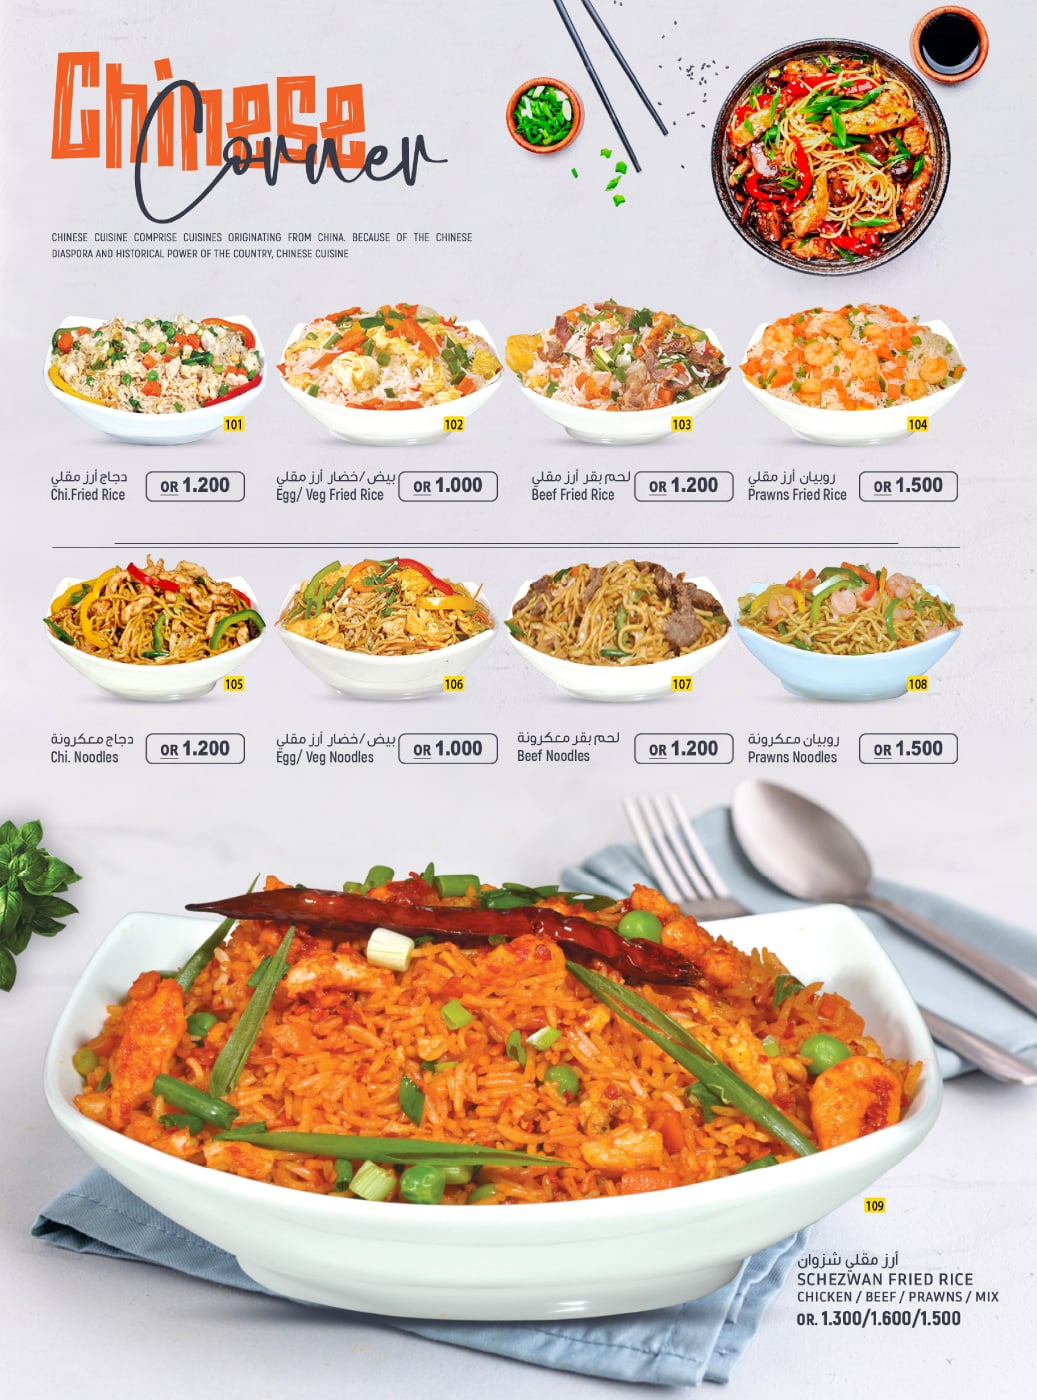 Chinese
Corner
CHINESE CUISINE COMPRISE CUISINES ORIGINATING FROM CHINA. BECAUSE OF THE CHINESE
DIASPORA AND HISTORICAL POWER OF THE COUNTRY, CHINESE CUISINE
101
102
103
104
دجاج أرز مقلي
Chi.Fried Rice
OR 1.200
بيض/خضار أرز مقلي
Egg/ Veg Fried Rice
OR 1.000
لحم بقر أرز مقلي
Beef Fried Rice
OR 1.200
روبيان أرز مقلي
Prawns Fried Rice
OR 1.500
105
106
107
108
دجاج معكرونة
Chi. Noodles
OR 1.200
بيض/خضار أرز مقلي
Egg/ Veg Noodles
OR 1.000
لحم بقر معكرونة
Beef Noodles
OR 1.200
روبيان معكرونة
Prawns Noodles
OR 1.500
109
أرز مقلي شزوان
SCHEZWAN FRIED RICE
CHICKEN / BEEF / PRAWNS / MIX
OR. 1.300/1.600/1.500